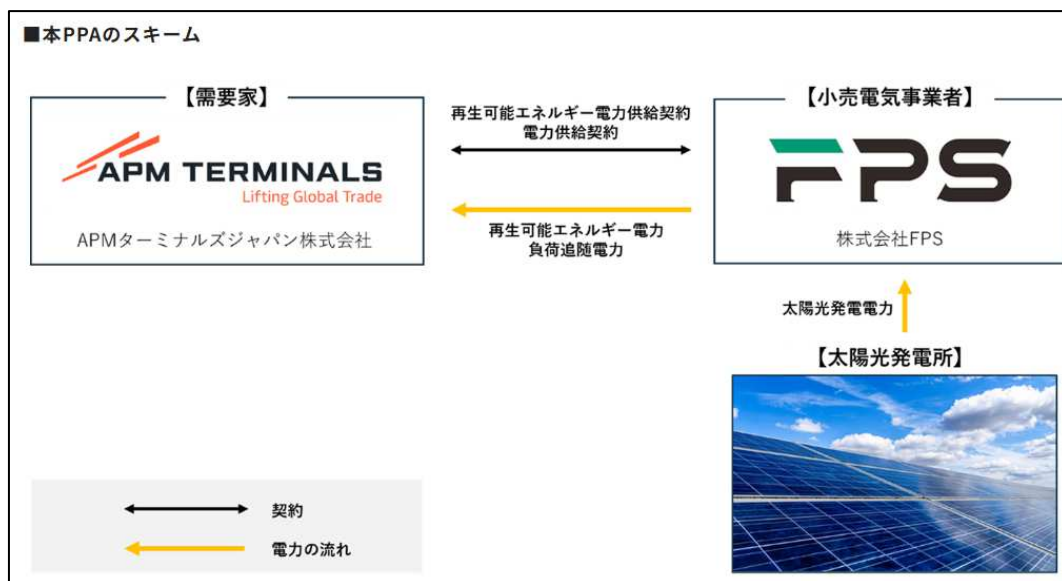 ■本PPAのスキーム
【需要家】
APM TERMINALS
Lifting Global Trade
APMターミナルズジャパン株式会社
再生可能エネルギー電力供給契約
電力供給契約
再生可能エネルギー電力
負荷追随電力
【小売電気事業者】
FPS
株式会社FPS
太陽光発電電力
【太陽光発電所】
契約
電力の流れ